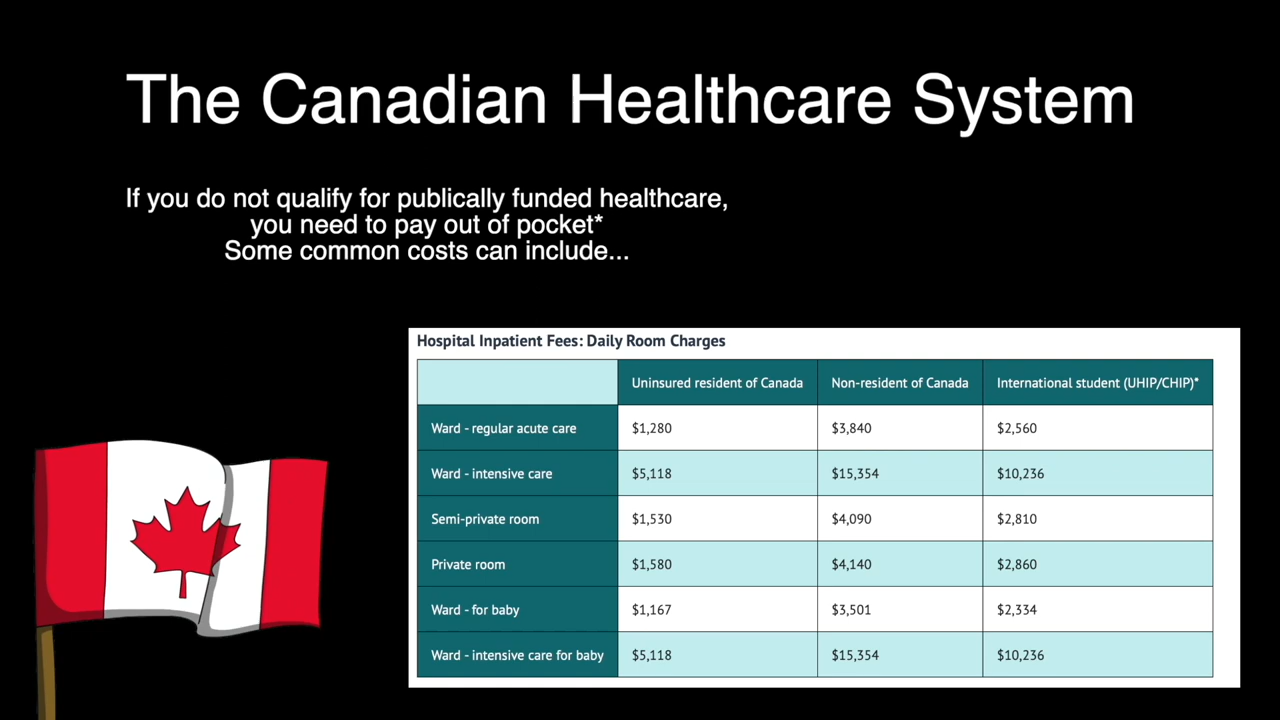 The Canadian Healthcare System
If you do not qualify for publically funded healthcare,
you need to pay out of pocket*
Some common costs can include...
Hospital Inpatient Fees: Daily Room Charges
Uninsured resident of Canada Non-resident of Canada International student (UHIP/CHIP)*
Ward - regular acute care $1,280 $3,840 $2,560
Ward - intensive care $5,118 $15,354 $10,236
Semi-private room $1,530 $4,090 $2,810
Private room $1,580 $4,140 $2,860
Ward - for baby $1,167 $3,501 $2,334
Ward - intensive care for baby $5,118 $15,354 $10,236